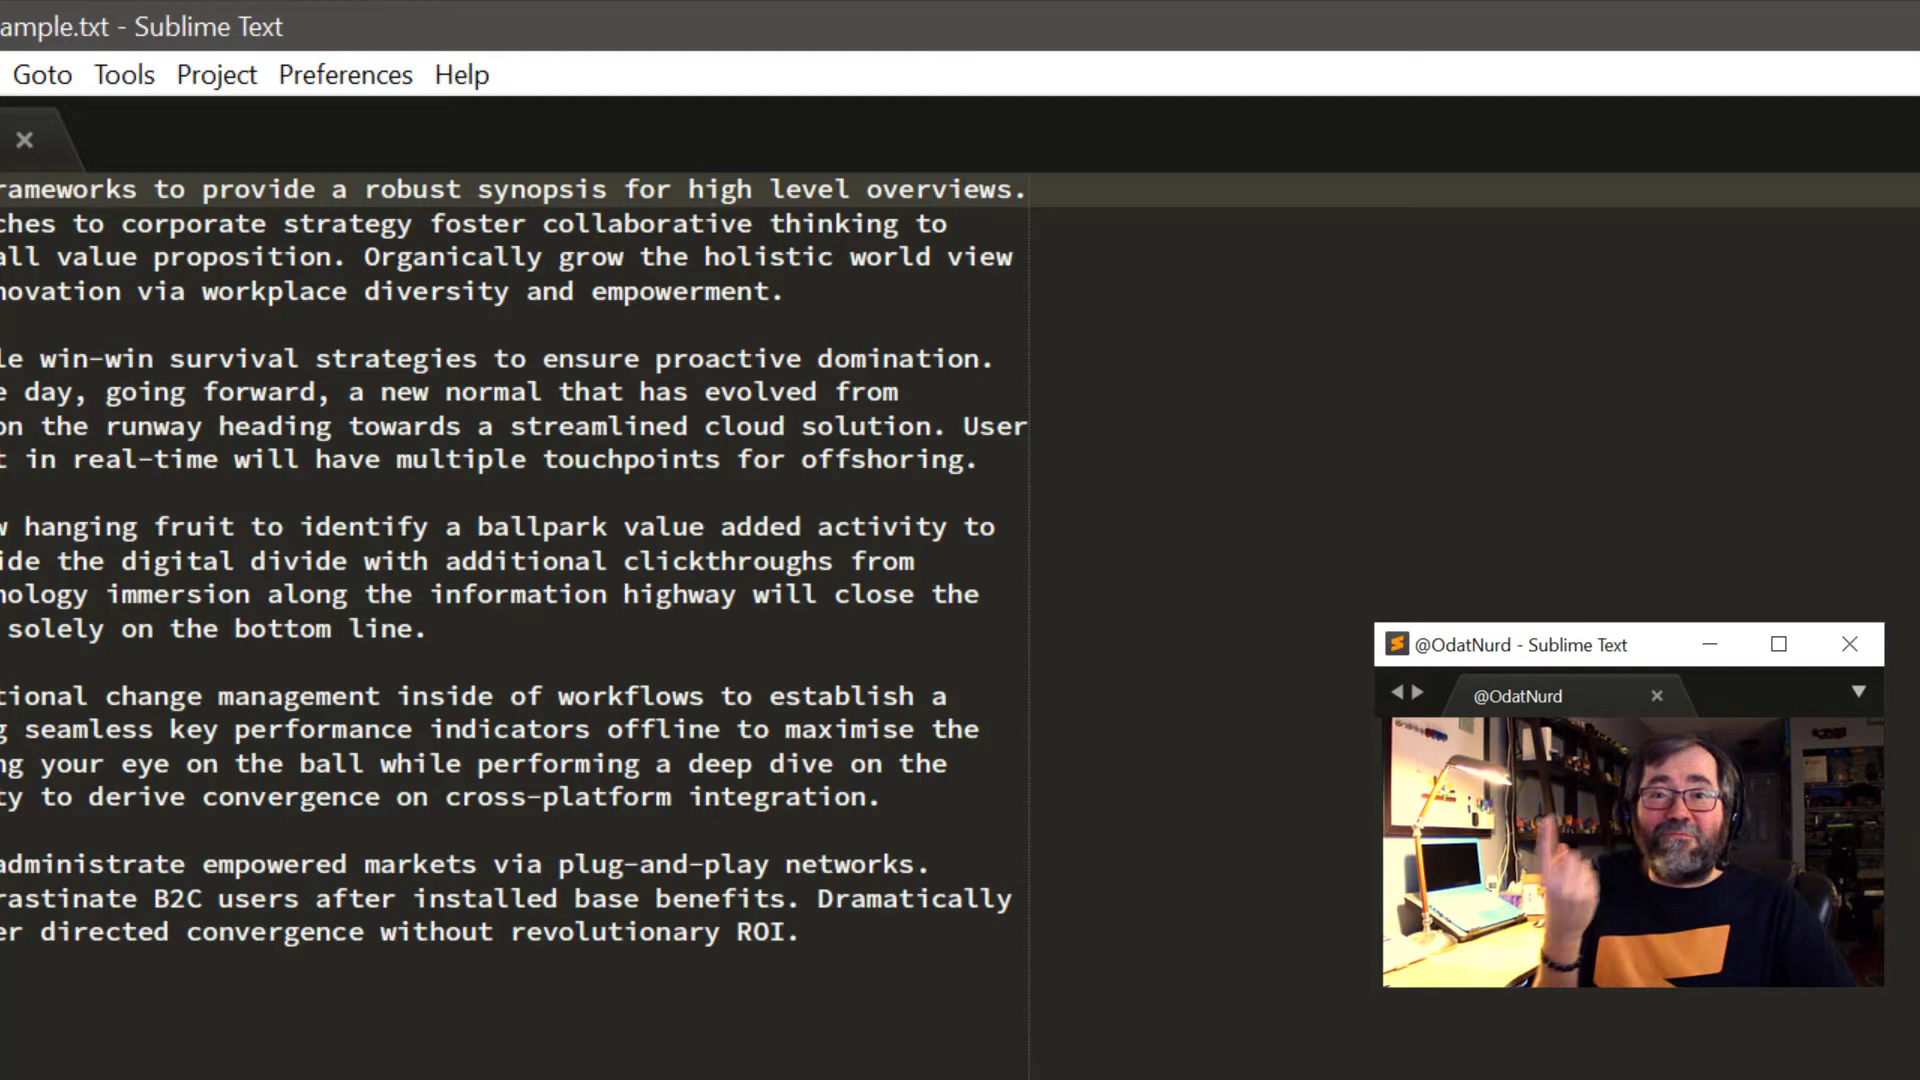 ample.txt - Sublime Text
Goto Tools Project Preferences Help
rameworks to provide a robust synopsis for high level overviews.
ches to corporate strategy foster collaborative thinking to
all value proposition. Organically grow the holistic world view
novation via workplace diversity and empowerment.
le win-win survival strategies to ensure proactive domination.
e day, going forward, a new normal that has evolved from
on the runway heading towards a streamlined cloud solution. User
t in real-time will have multiple touchpoints for offshoring.
w hanging fruit to identify a ballpark value added activity to
ide the digital divide with additional clickthroughs from
nology immersion along the information highway will close the
solely on the bottom line.
tional change management inside of workflows to establish a
g seamless key performance indicators offline to maximise the
ng your eye on the ball while performing a deep dive on the
ty to derive convergence on cross-platform integration.
administrate empowered markets via plug-and-play networks.
rastinate B2C users after installed base benefits. Dramatically
er directed convergence without revolutionary ROI.
@OdatNurd - Sublime Text
@OdatNurd